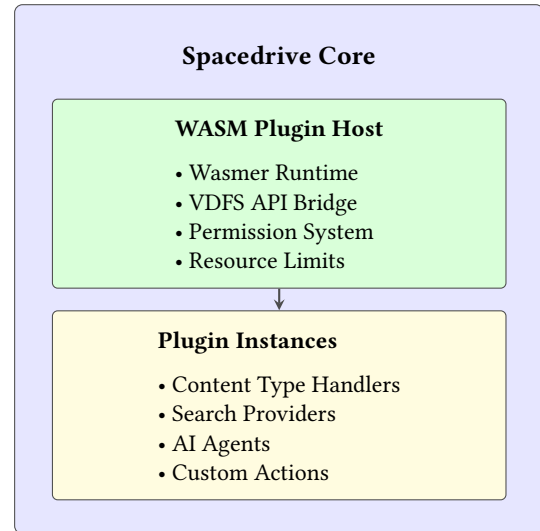 Spacedrive Core
WASM Plugin Host
• Wasmer Runtime
• VDFS API Bridge
• Permission System
• Resource Limits
Plugin Instances
• Content Type Handlers
• Search Providers
• AI Agents
• Custom Actions